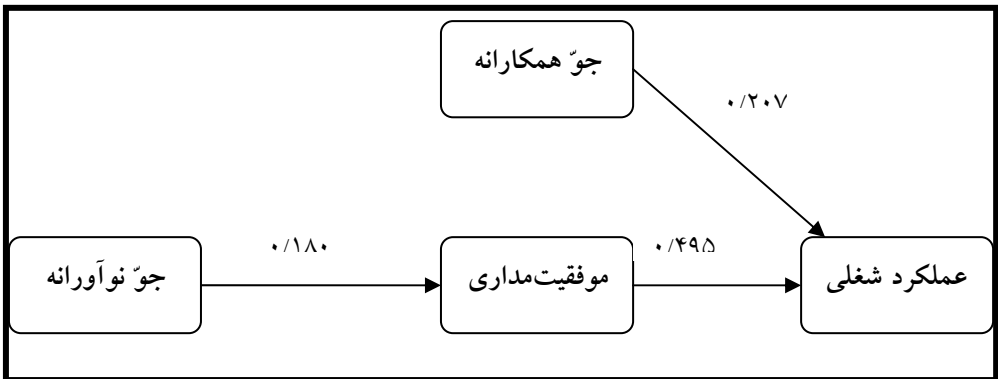 جوّ همکارانه
۰/۲۰۷
۰/۴۹۵
۰/۱۸۰
عملکرد شغلی
موفقیت‌مداری
جوّ نوآورانه